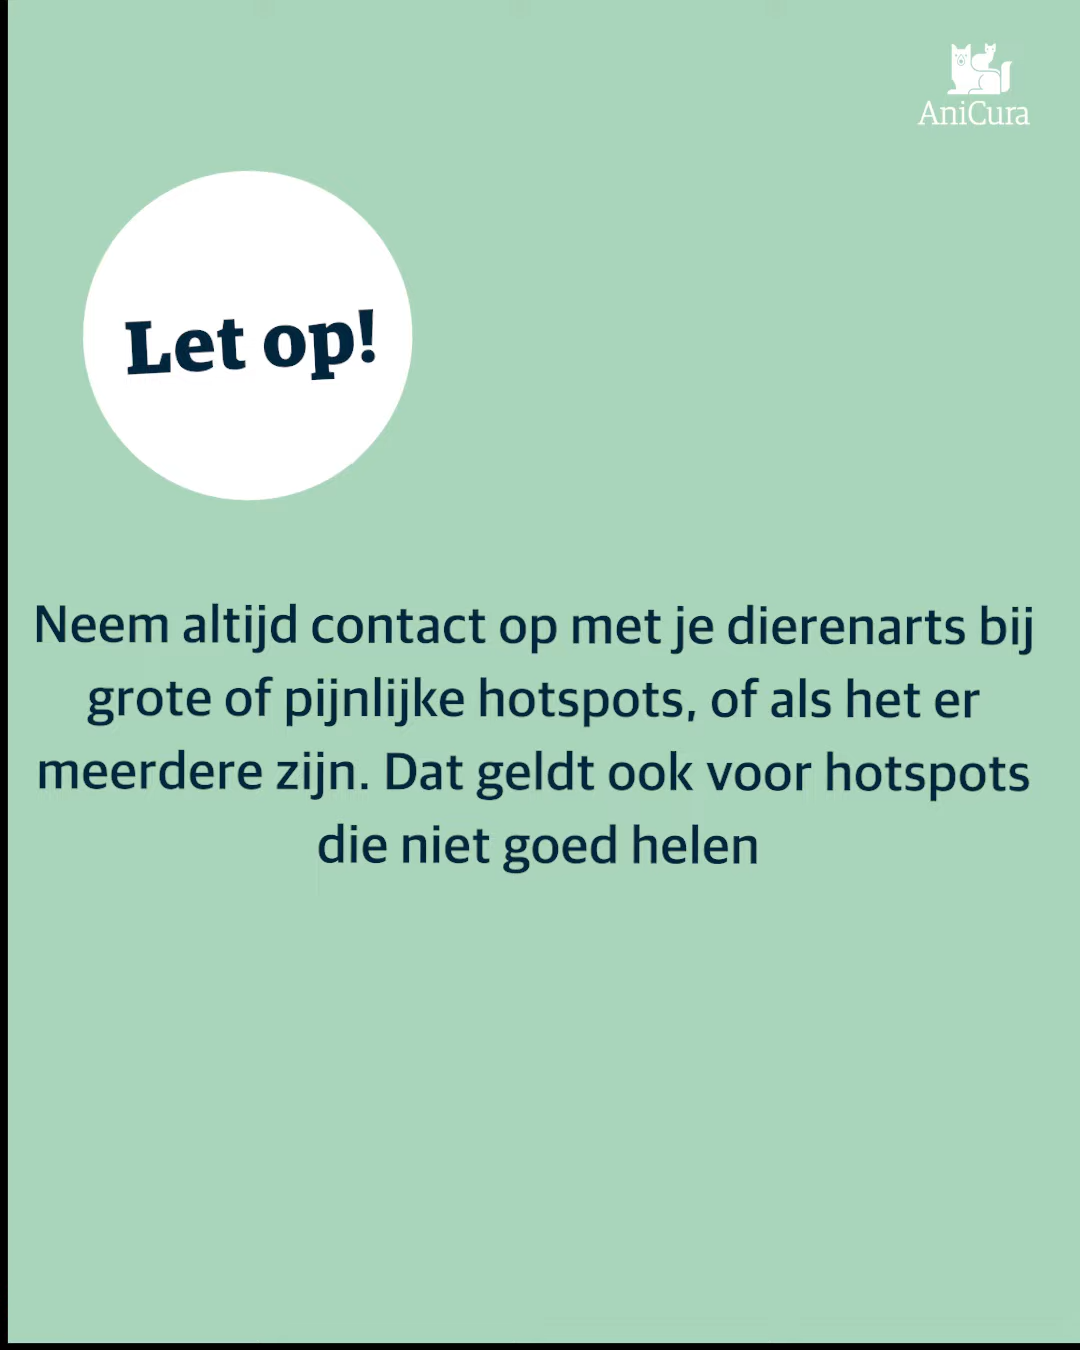 AniCura
Let op!
Neem altijd contact op met je dierenarts bij
grote of pijnlijke hotspots, of als het er
meerdere zijn. Dat geldt ook voor hotspots
die niet goed helen